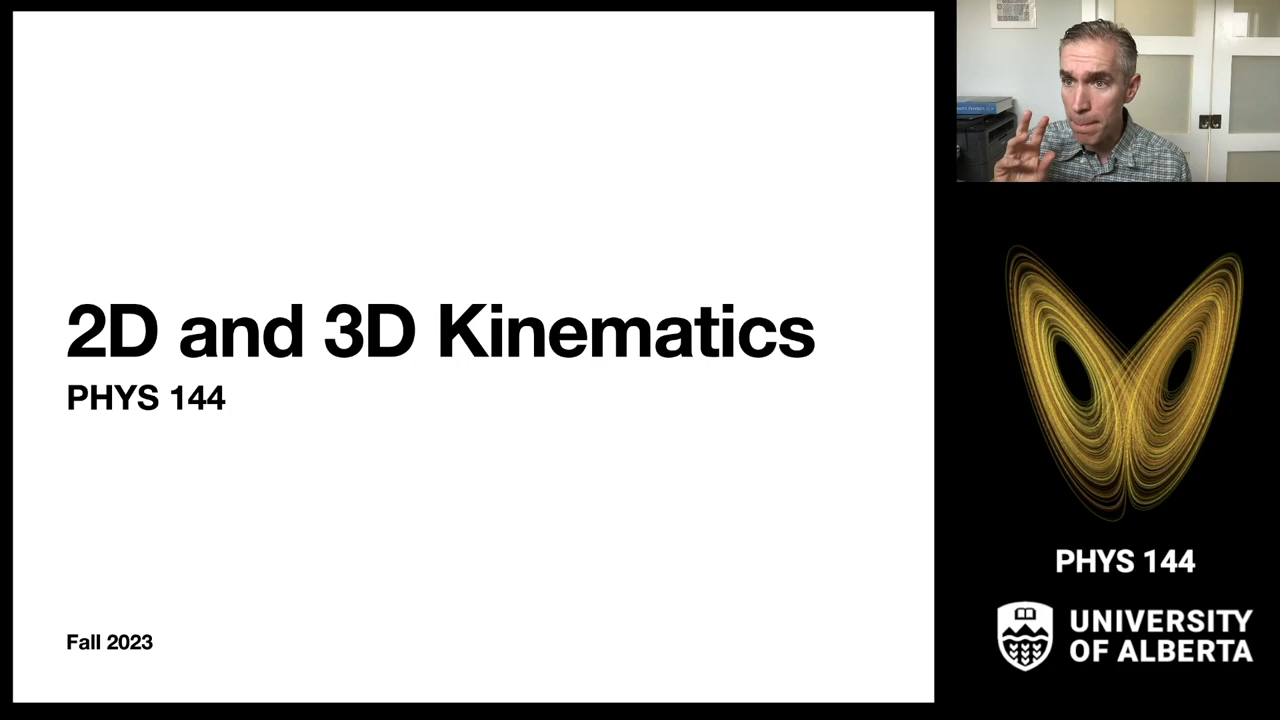 2D and 3D Kinematics
PHYS 144
Fall 2023
PHYS 144
UNIVERSITY
OF ALBERTA